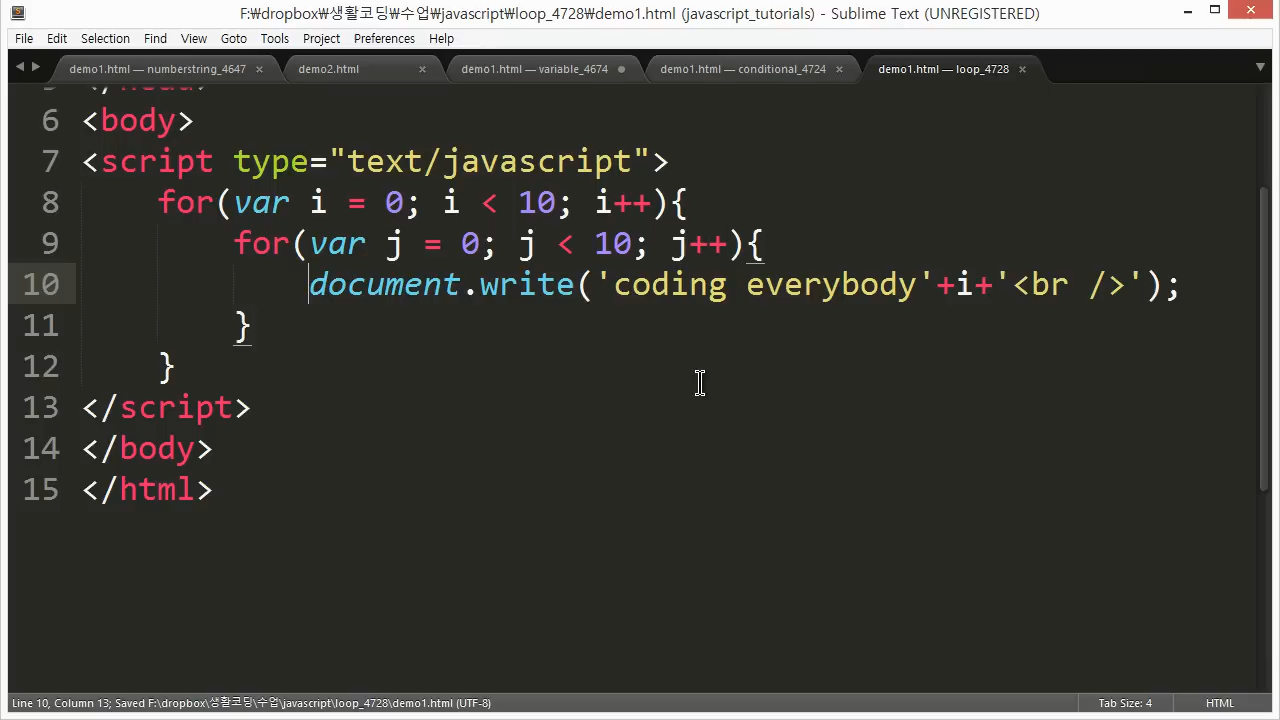 F:₩dropbox₩생활코딩₩수업₩javascript₩loop_4728₩demo1.html (javascript_tutorials) - Sublime Text (UNREGISTERED)
File Edit Selection Find View Goto Tools Project Preferences Help
demo1.html — numberstring_4647 demo2.html demo1.html — variable_4674 demo1.html — conditional_4724 demo1.html — loop_4728
6 <body>
7 <script type="text/javascript">
8 for(var i = 0; i < 10; i++){
9 for(var j = 0; j < 10; j++){
10 document.write('coding everybody'+i+'<br />');
11 }
12 }
13 </script>
14 </body>
15 </html>
Line 10, Column 13; Saved F:\dropbox\생활코딩\수업\javascript\loop_4728\demo1.html (UTF-8) Tab Size: 4 HTML